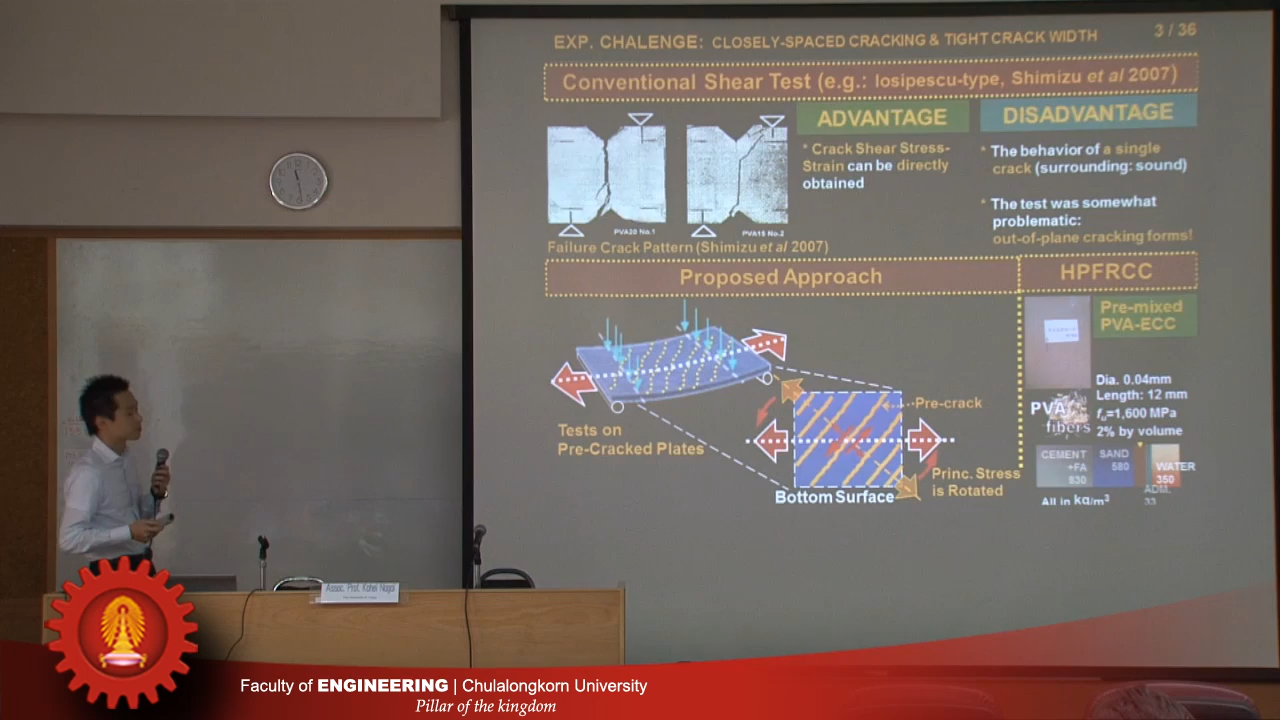 EXP. CHALENGE: CLOSELY-SPACED CRACKING & TIGHT CRACK WIDTH
3 / 36
Conventional Shear Test (e.g.: Iosipescu-type, Shimizu et al 2007)
ADVANTAGE
* Crack Shear Stress-
Strain can be directly
obtained
DISADVANTAGE
* The behavior of a single
crack (surrounding: sound)
* The test was somewhat
problematic:
out-of-plane cracking forms!
PVA20 No.1
PVA15 No.2
Failure Crack Pattern (Shimizu et al 2007)
Proposed Approach
HPFRCC
Tests on
Pre-Cracked Plates
Pre-crack
Princ. Stress
is Rotated
Bottom Surface
Pre-mixed
PVA-ECC
PVA
fibers
Dia. 0.04mm
Length: 12 mm
=1,600 MPa
2% by volume
CEMENT
+FA
830
SAND
580
WATER
350
ADM.
33
All in kg/m³
Assoc. Prof. Kohei Nagai
Faculty of ENGINEERING | Chulalongkorn University
Pillar of the kingdom